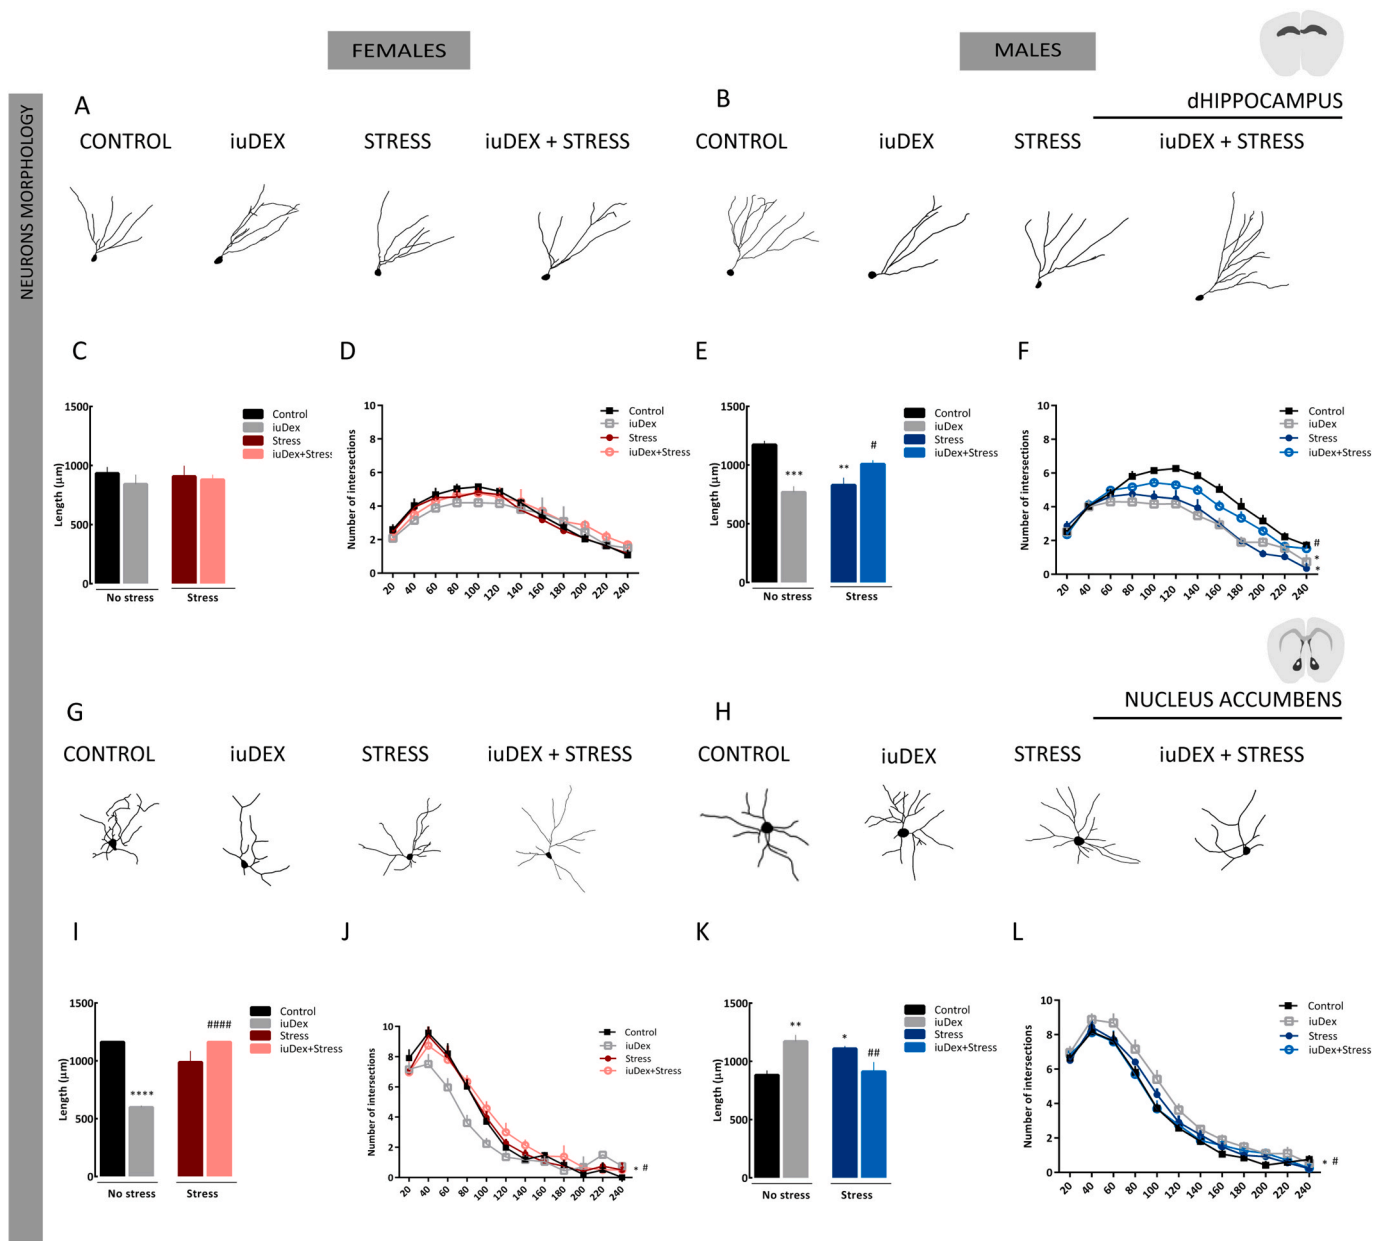 FEMALES
MALES
NEURONS MORPHOLOGY
dHIPPOCAMPUS
A
CONTROL
iuDEX
STRESS
iuDEX + STRESS
B
CONTROL
iuDEX
STRESS
iuDEX + STRESS
C
Length (µm)
1500
1000
500
0
No stress
Stress
Control
iuDex
Stress
iuDex+Stress
D
Number of intersections
10
8
6
4
2
0
20
40
60
80
100
120
140
160
180
200
220
240
Control
iuDex
Stress
iuDex+Stress
E
Length (µm)
1500
1000
500
0
***
**
#
No stress
Stress
Control
iuDex
Stress
iuDex+Stress
F
Number of intersections
10
8
6
4
2
0
20
40
60
80
100
120
140
160
180
200
220
240
#
*
*
Control
iuDex
Stress
iuDex+Stress
NUCLEUS ACCUMBENS
G
CONTROL
iuDEX
STRESS
iuDEX + STRESS
H
CONTROL
iuDEX
STRESS
iuDEX + STRESS
I
Length (µm)
1500
1000
500
0
****
####
No stress
Stress
Control
iuDex
Stress
iuDex+Stress
J
Number of intersections
10
8
6
4
2
0
20
40
60
80
100
120
140
160
180
200
220
240
* #
Control
iuDex
Stress
iuDex+Stress
K
Length (µm)
1500
1000
500
0
**
*
##
No stress
Stress
Control
iuDex
Stress
iuDex+Stress
L
Number of intersections
10
8
6
4
2
0
20
40
60
80
100
120
140
160
180
200
220
240
* #
Control
iuDex
Stress
iuDex+Stress